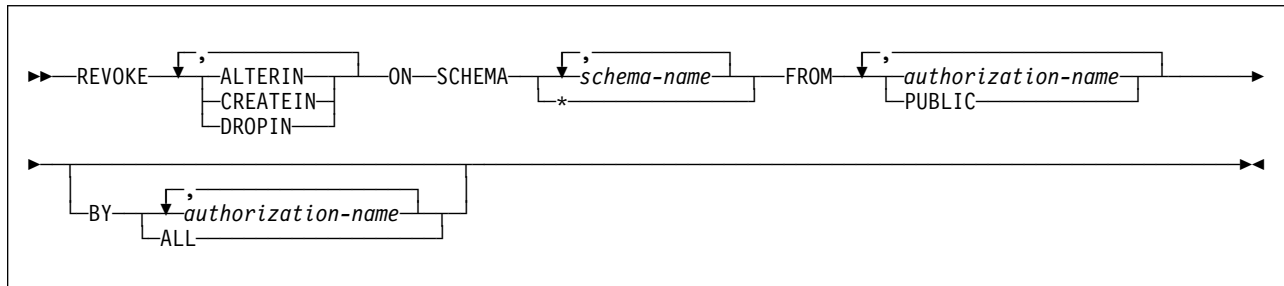 , , ,
REVOKE ALTERIN ON SCHEMA schema-name FROM authorization-name
CREATEIN * PUBLIC
DROPIN
,
BY authorization-name
ALL